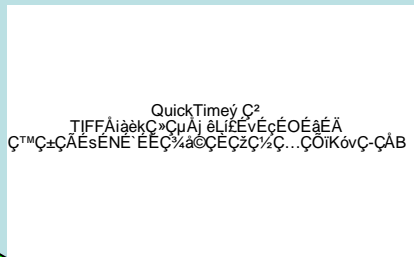 QuickTimeý Ç²
TIFFÅiàèkÇ»ÇµÅj êLí£ÉvÉçÉOÉâÉÄ
Ç™Ç±ÇÃÉsÉNÉ`ÉÉÇ¾å©ÇÈÇžÇ½Ç…ÇÕïKóvÇ-ÇÅB